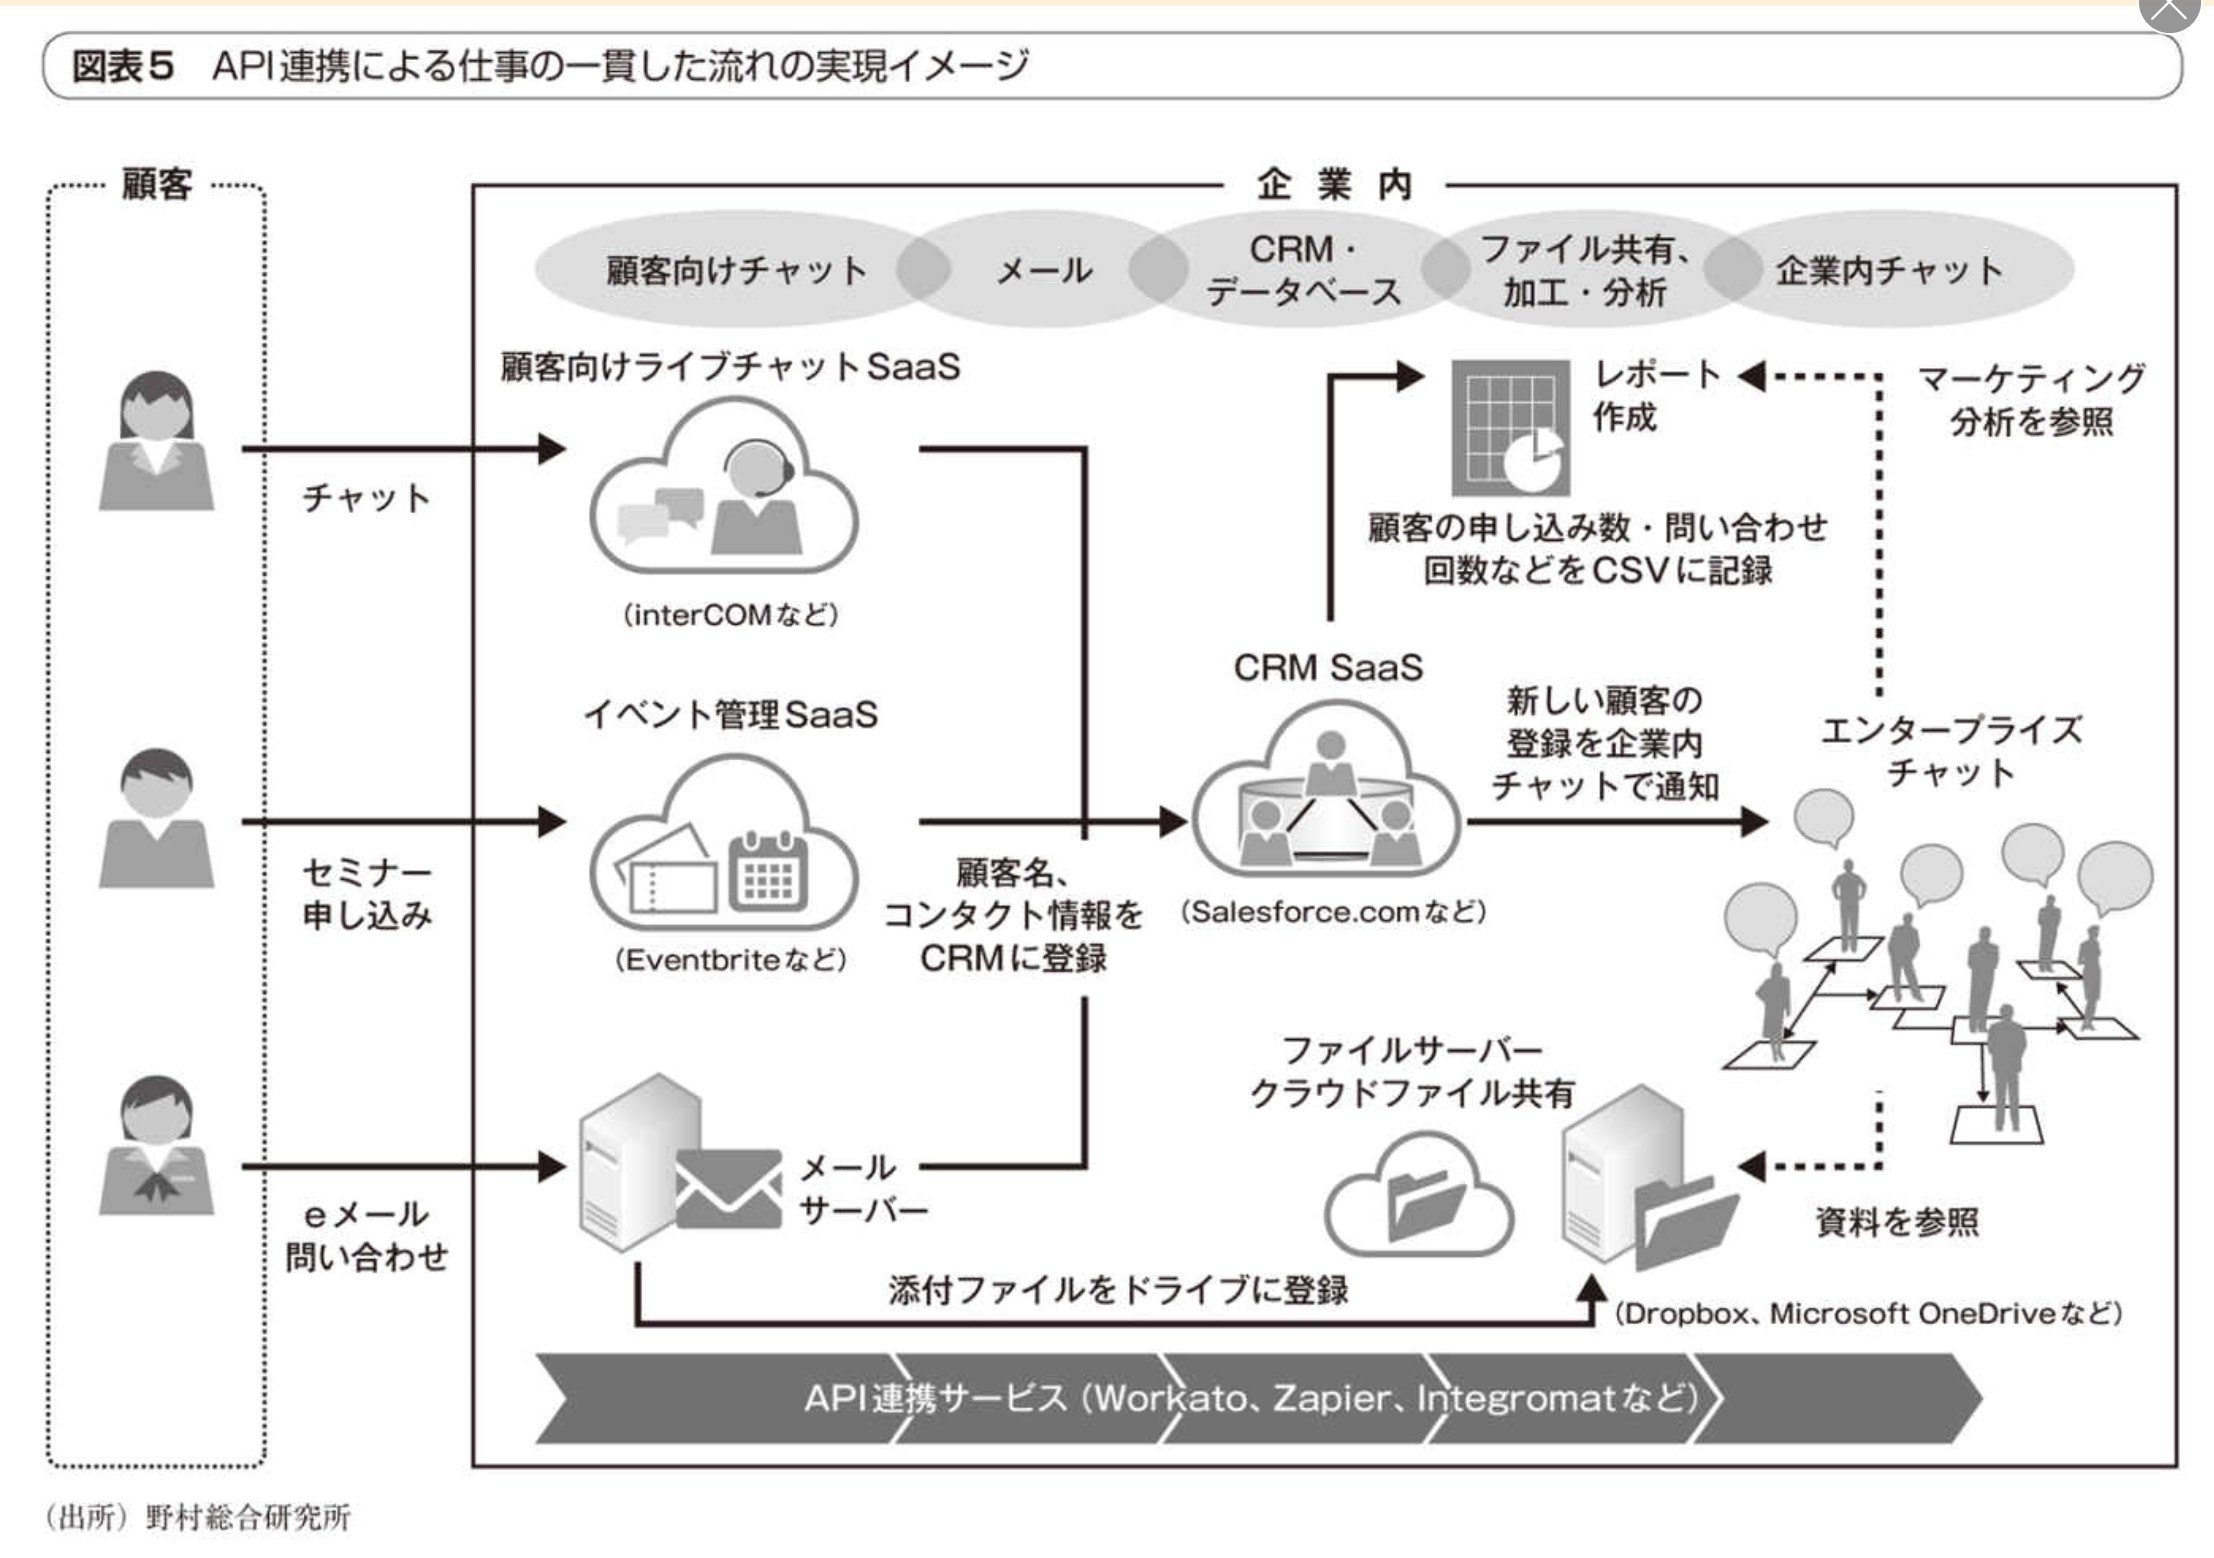 図表5 API連携による仕事の一貫した流れの実現イメージ
顧客
企業内
顧客向けチャット
メール
CRM・
データベース
ファイル共有、
加工・分析
企業内チャット
顧客向けライブチャットSaaS
チャット
（interCOMなど）
レポート
作成
マーケティング
分析を参照
顧客の申し込み数・問い合わせ
回数などをCSVに記録
イベント管理SaaS
セミナー
申し込み
（Eventbriteなど）
顧客名、
コンタクト情報を
CRMに登録
CRM SaaS
（Salesforce.comなど）
新しい顧客の
登録を企業内
チャットで通知
エンタープライズ
チャット
eメール
問い合わせ
メール
サーバー
ファイルサーバー
クラウドファイル共有
資料を参照
添付ファイルをドライブに登録
（Dropbox、Microsoft OneDriveなど）
API連携サービス（Workato、Zapier、Integromatなど）
（出所）野村総合研究所